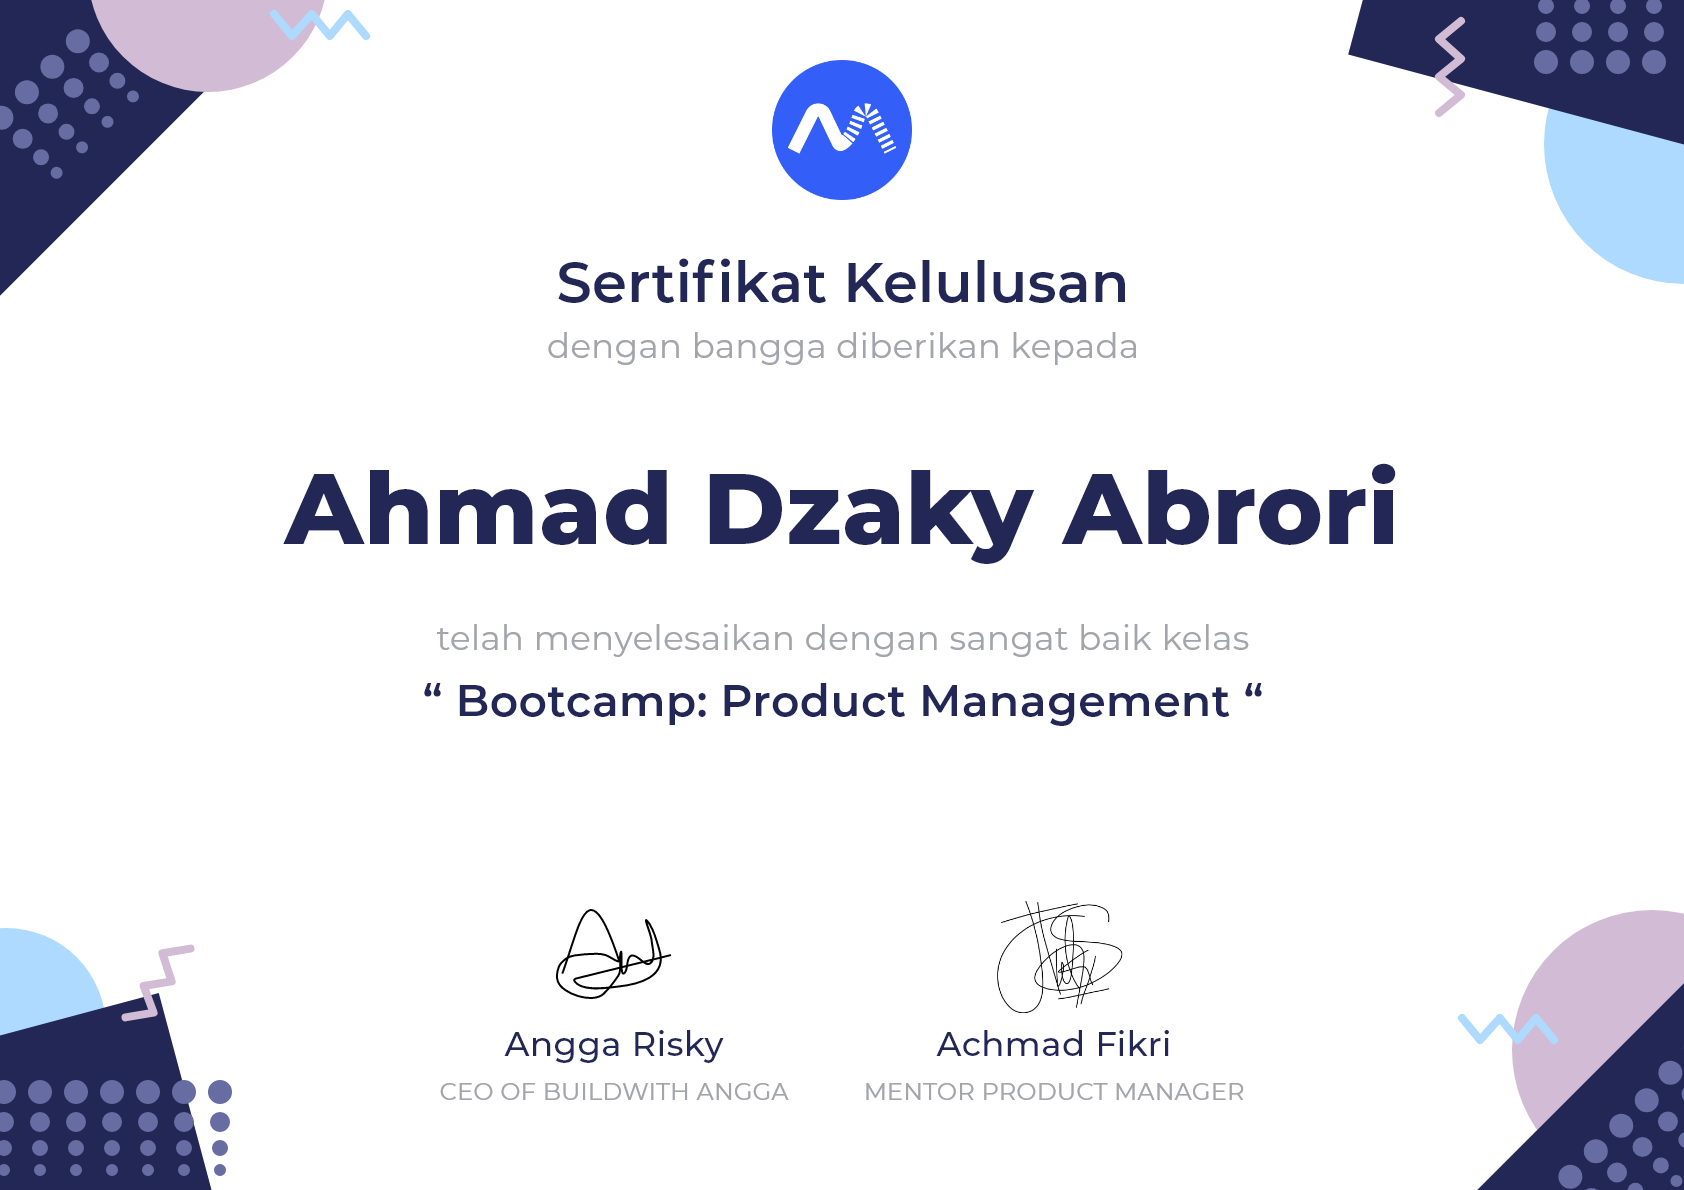 Sertifikat Kelulusan
dengan bangga diberikan kepada
Ahmad Dzaky Abrori
telah menyelesaikan dengan sangat baik kelas
“ Bootcamp: Product Management “
Angga Risky
CEO OF BUILDWITH ANGGA
Achmad Fikri
MENTOR PRODUCT MANAGER